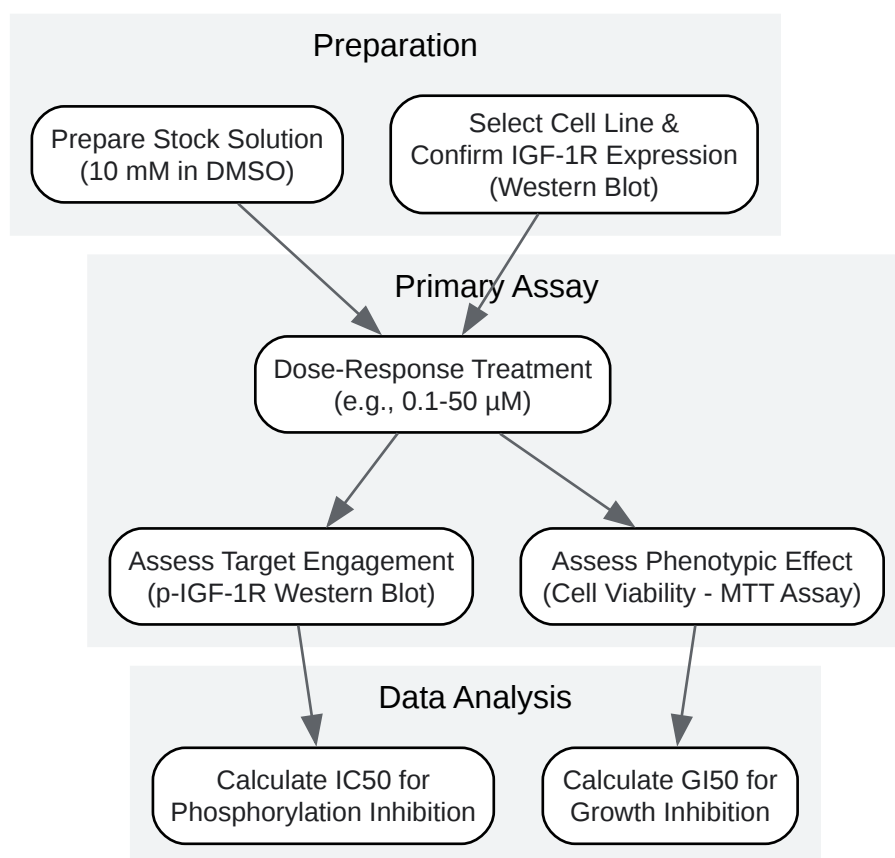 Preparation
Prepare Stock Solution
(10 mM in DMSO)
Select Cell Line &
Confirm IGF-1R Expression
(Western Blot)
Primary Assay
Dose-Response Treatment
(e.g., 0.1-50 µM)
Assess Target Engagement
(p-IGF-1R Western Blot)
Assess Phenotypic Effect
(Cell Viability - MTT Assay)
Data Analysis
Calculate IC50 for
Phosphorylation Inhibition
Calculate GI50 for
Growth Inhibition